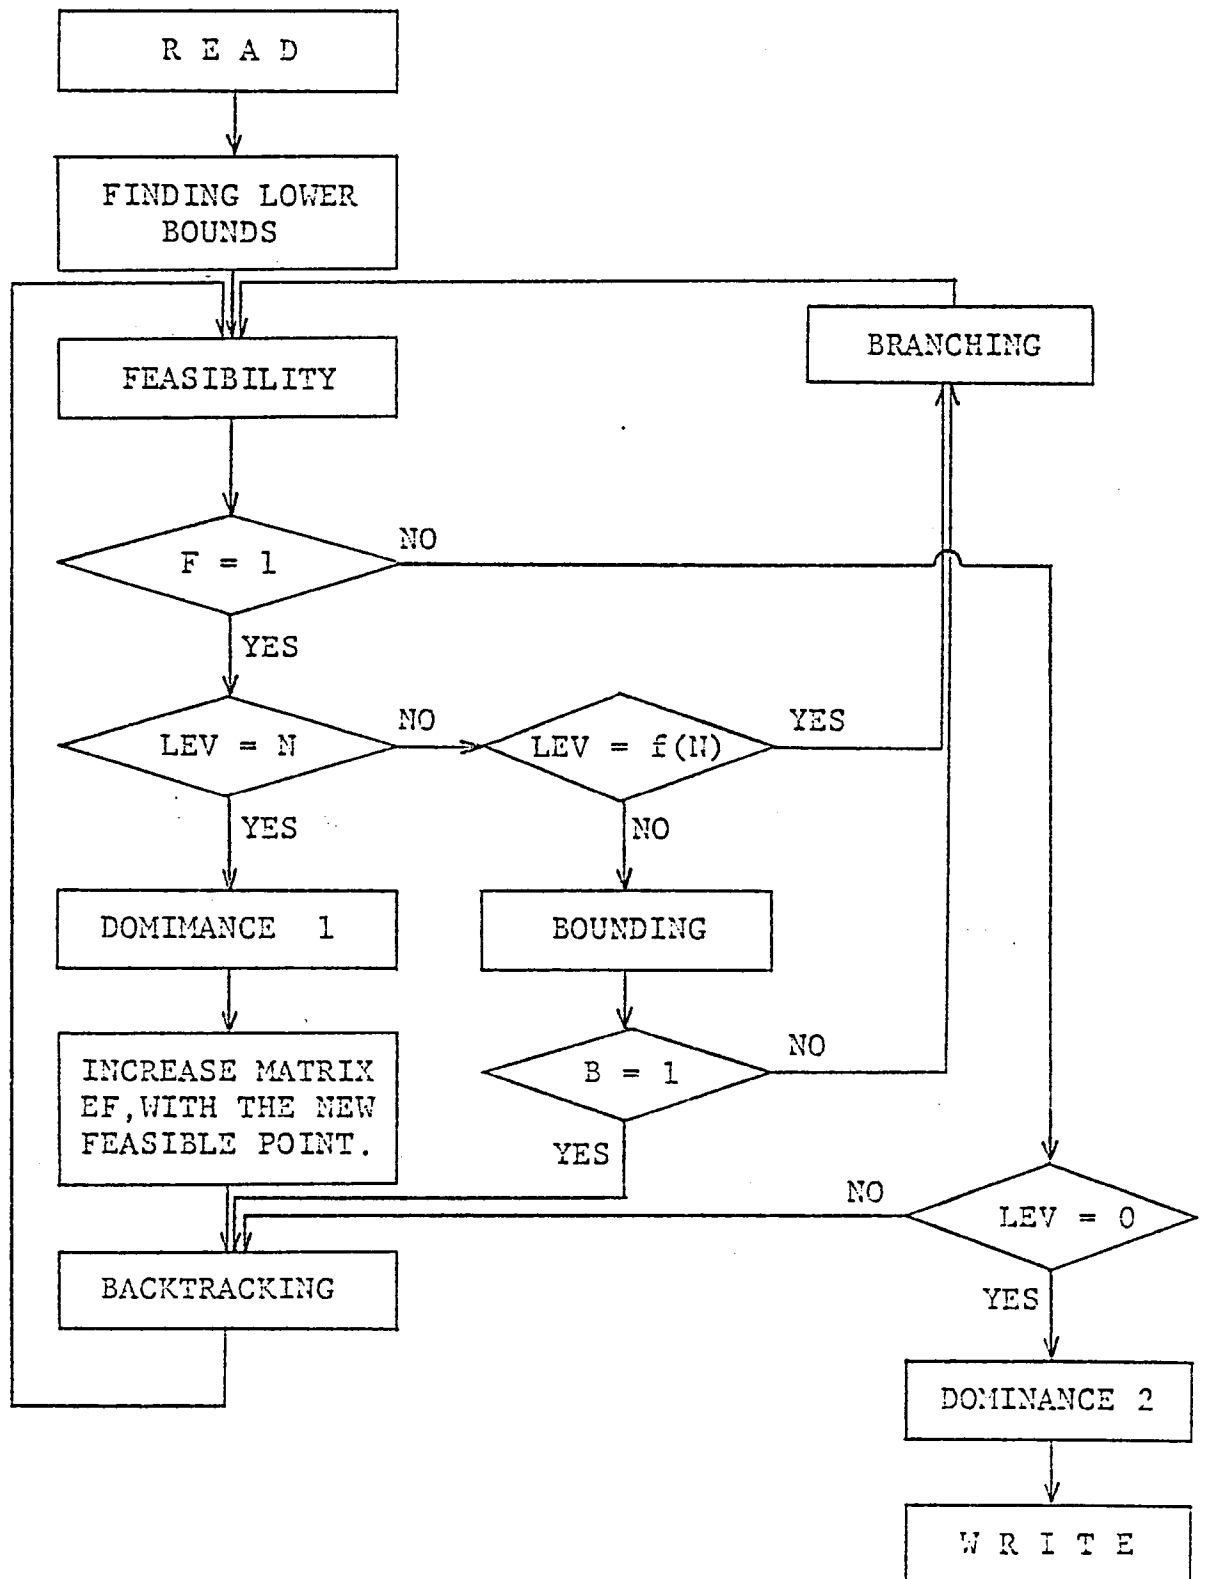 R E A D
FINDING LOWER
BOUNDS
BRANCHING
FEASIBILITY
NO
F = 1
YES
NO
YES
LEV = N
LEV = f(N)
YES
NO
DOMIMANCE 1
BOUNDING
NO
INCREASE MATRIX
EF,WITH THE NEW
FEASIBLE POINT.
B = 1
YES
NO
LEV = 0
BACKTRACKING
YES
DOMINANCE 2
W R I T E